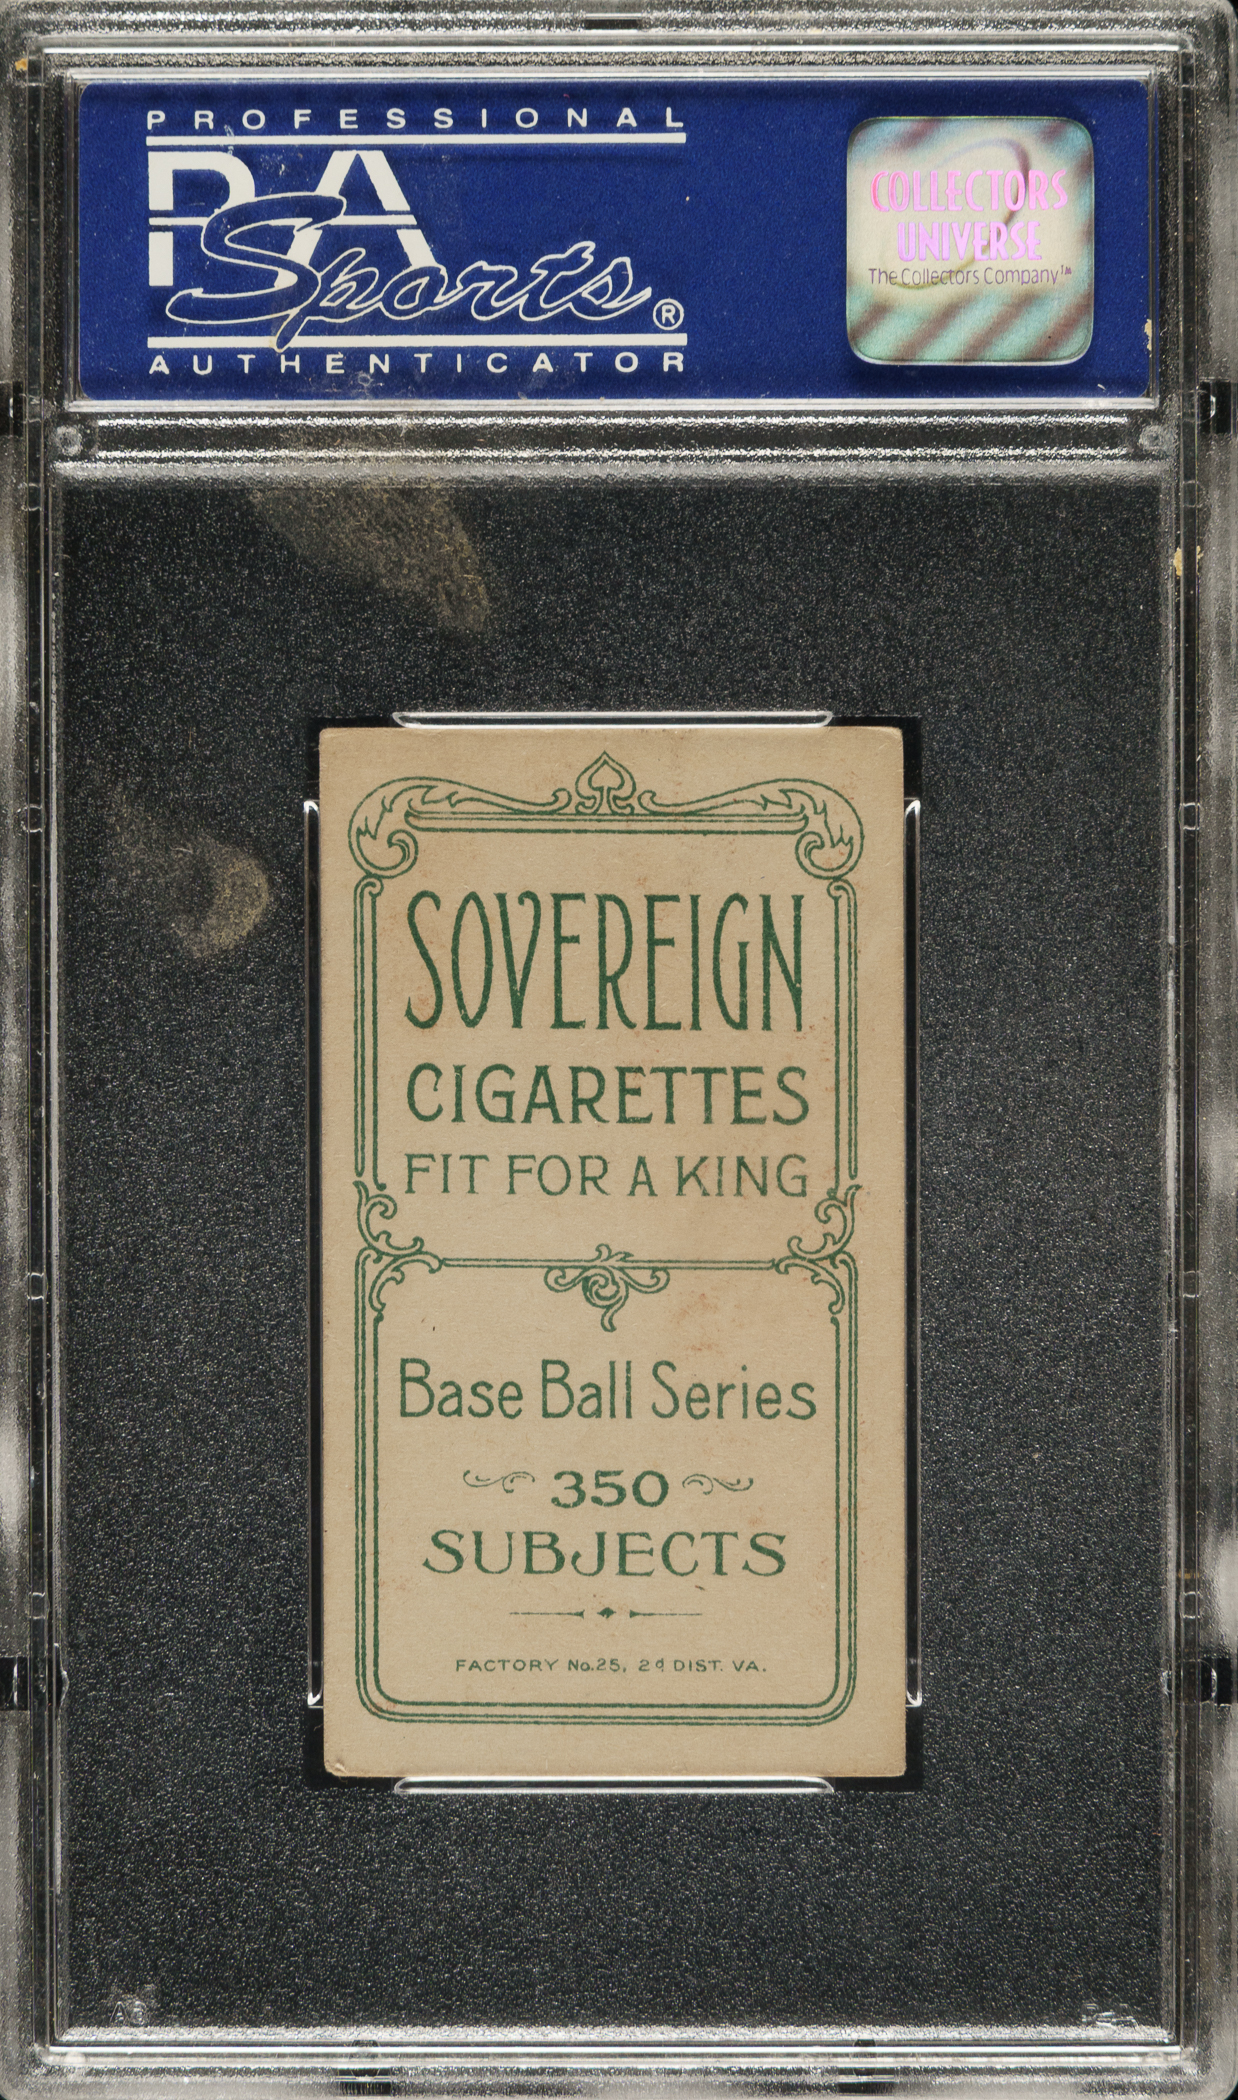 PROFESSIONAL
PSA
Sports®
AUTHENTICATOR
COLLECTORS
UNIVERSE
The Collectors Company™
SOVEREIGN
CIGARETTES
FIT FOR A KING
Base Ball Series
350
SUBJECTS
FACTORY No. 25, 2d DIST. VA.